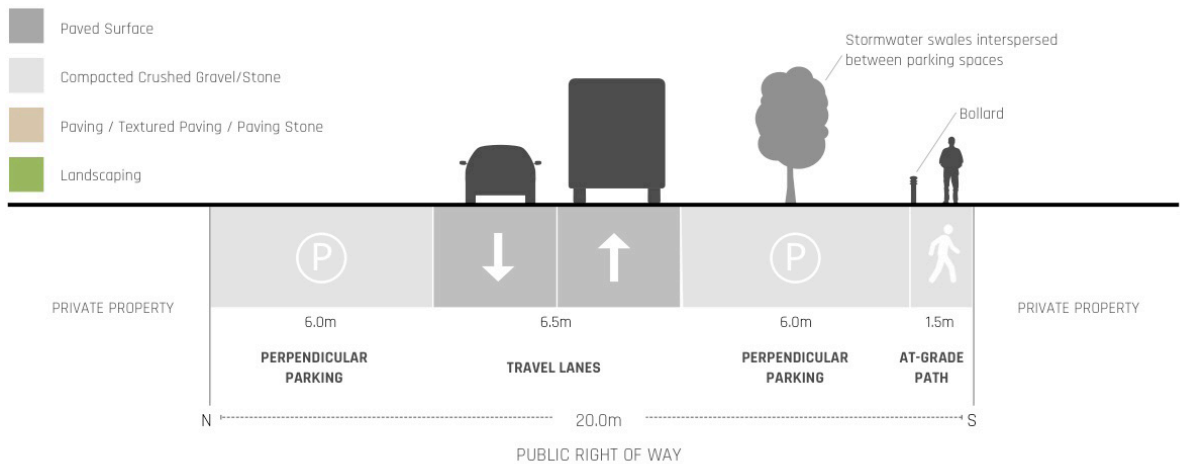 Paved Surface
Compacted Crushed Gravel/Stone
Paving / Textured Paving / Paving Stone
Landscaping
Stormwater swales interspersed
between parking spaces
Bollard
P
P
PRIVATE PROPERTY
PRIVATE PROPERTY
6.0m
6.5m
6.0m
1.5m
PERPENDICULAR
PARKING
TRAVEL LANES
PERPENDICULAR
PARKING
AT-GRADE
PATH
N
20.0m
S
PUBLIC RIGHT OF WAY